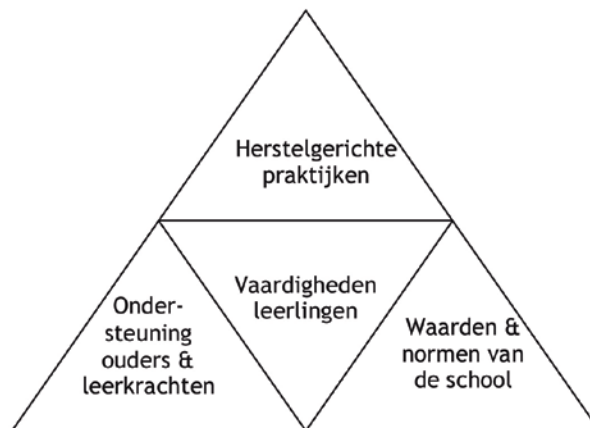 Herstelgerichte
praktijken
Vaardigheden
leerlingen
Onder-
steuning
ouders &
leerkrachten
Waarden &
normen van
de school